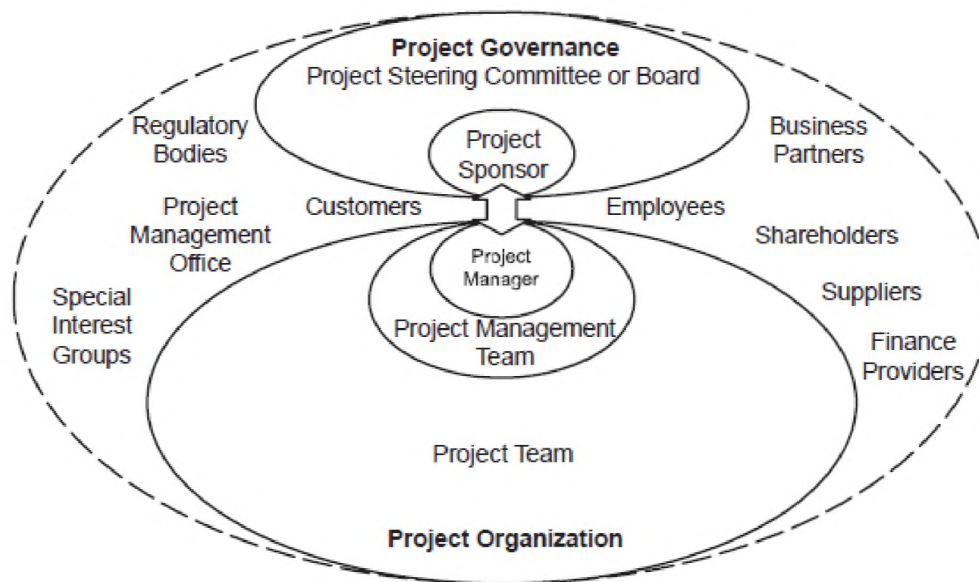 Project Governance
Project Steering Committee or Board
Regulatory
Bodies
Project
Sponsor
Business
Partners
Project
Management
Office
Customers
Employees
Shareholders
Project
Manager
Special
Interest
Groups
Project Management
Team
Suppliers
Finance
Providers
Project Team
Project Organization